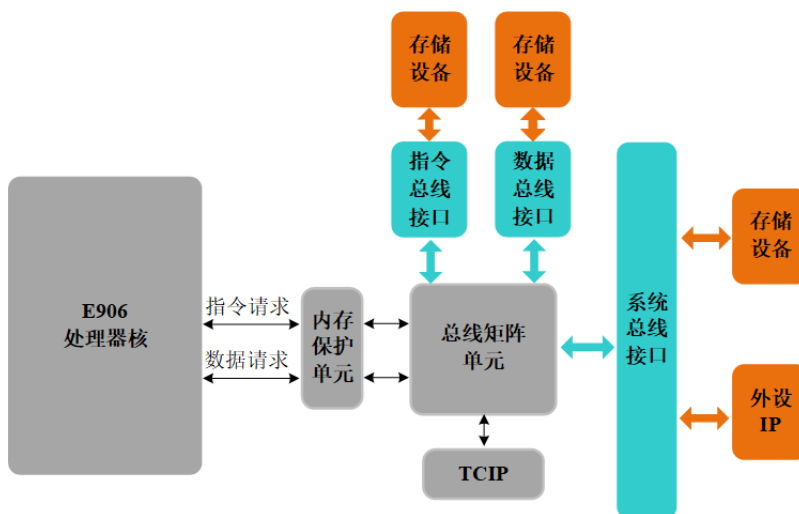 存储
设备
存储
设备
指令
总线
接口
数据
总线
接口
E906
处理器核
指令请求
数据请求
内存
保护
单元
总线矩阵
单元
TCIP
系统
总线
接口
存储
设备
外设
IP